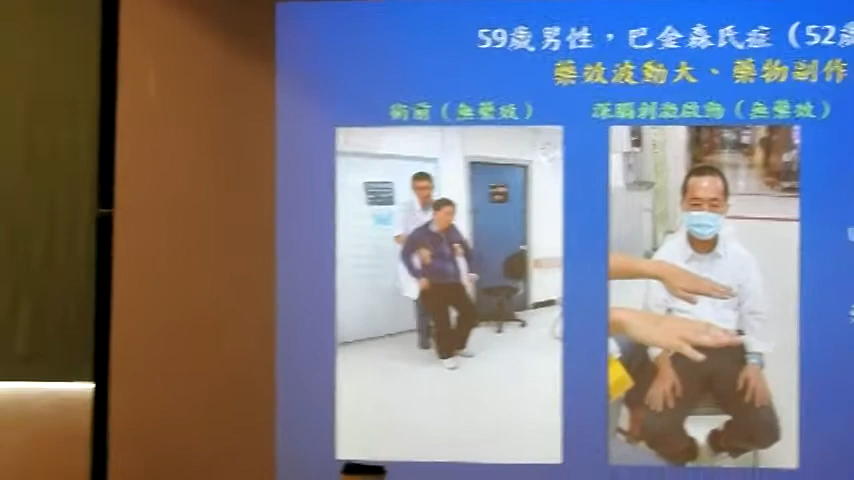 59歲男性，巴金森氏症（52歲
藥效波動大、藥物副作
術前（無藥效）
深腦刺激啟動（無藥效）